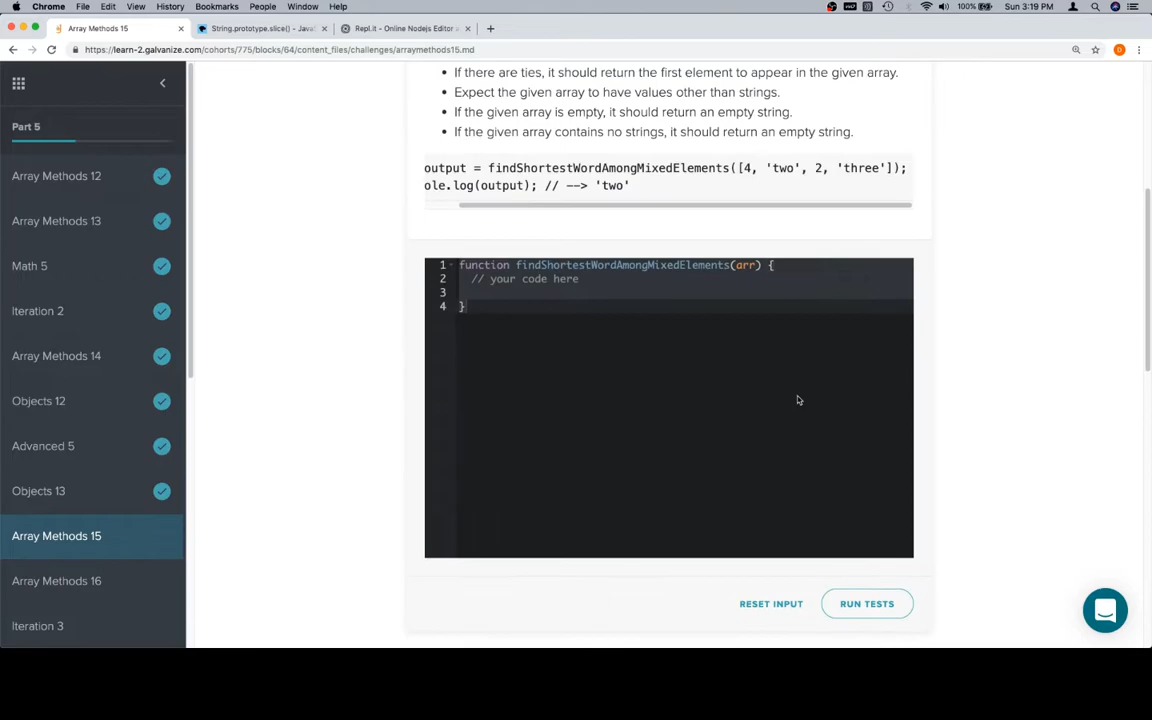 Chrome File Edit View History Bookmarks People Window Help
100% Sun 3:19 PM
Array Methods 15
String.prototype.slice() - JavaS
Repl.it - Online Nodejs Editor a
https://learn-2.galvanize.com/cohorts/775/blocks/64/content_files/challenges/arraymethods15.md
Part 5
Array Methods 12
Array Methods 13
Math 5
Iteration 2
Array Methods 14
Objects 12
Advanced 5
Objects 13
Array Methods 15
Array Methods 16
Iteration 3
• If there are ties, it should return the first element to appear in the given array.
• Expect the given array to have values other than strings.
• If the given array is empty, it should return an empty string.
• If the given array contains no strings, it should return an empty string.
output = findShortestWordAmongMixedElements([4, 'two', 2, 'three']);
ole.log(output); // --> 'two'
1 function findShortestWordAmongMixedElements(arr) {
2 // your code here
3
4 }
RESET INPUT RUN TESTS